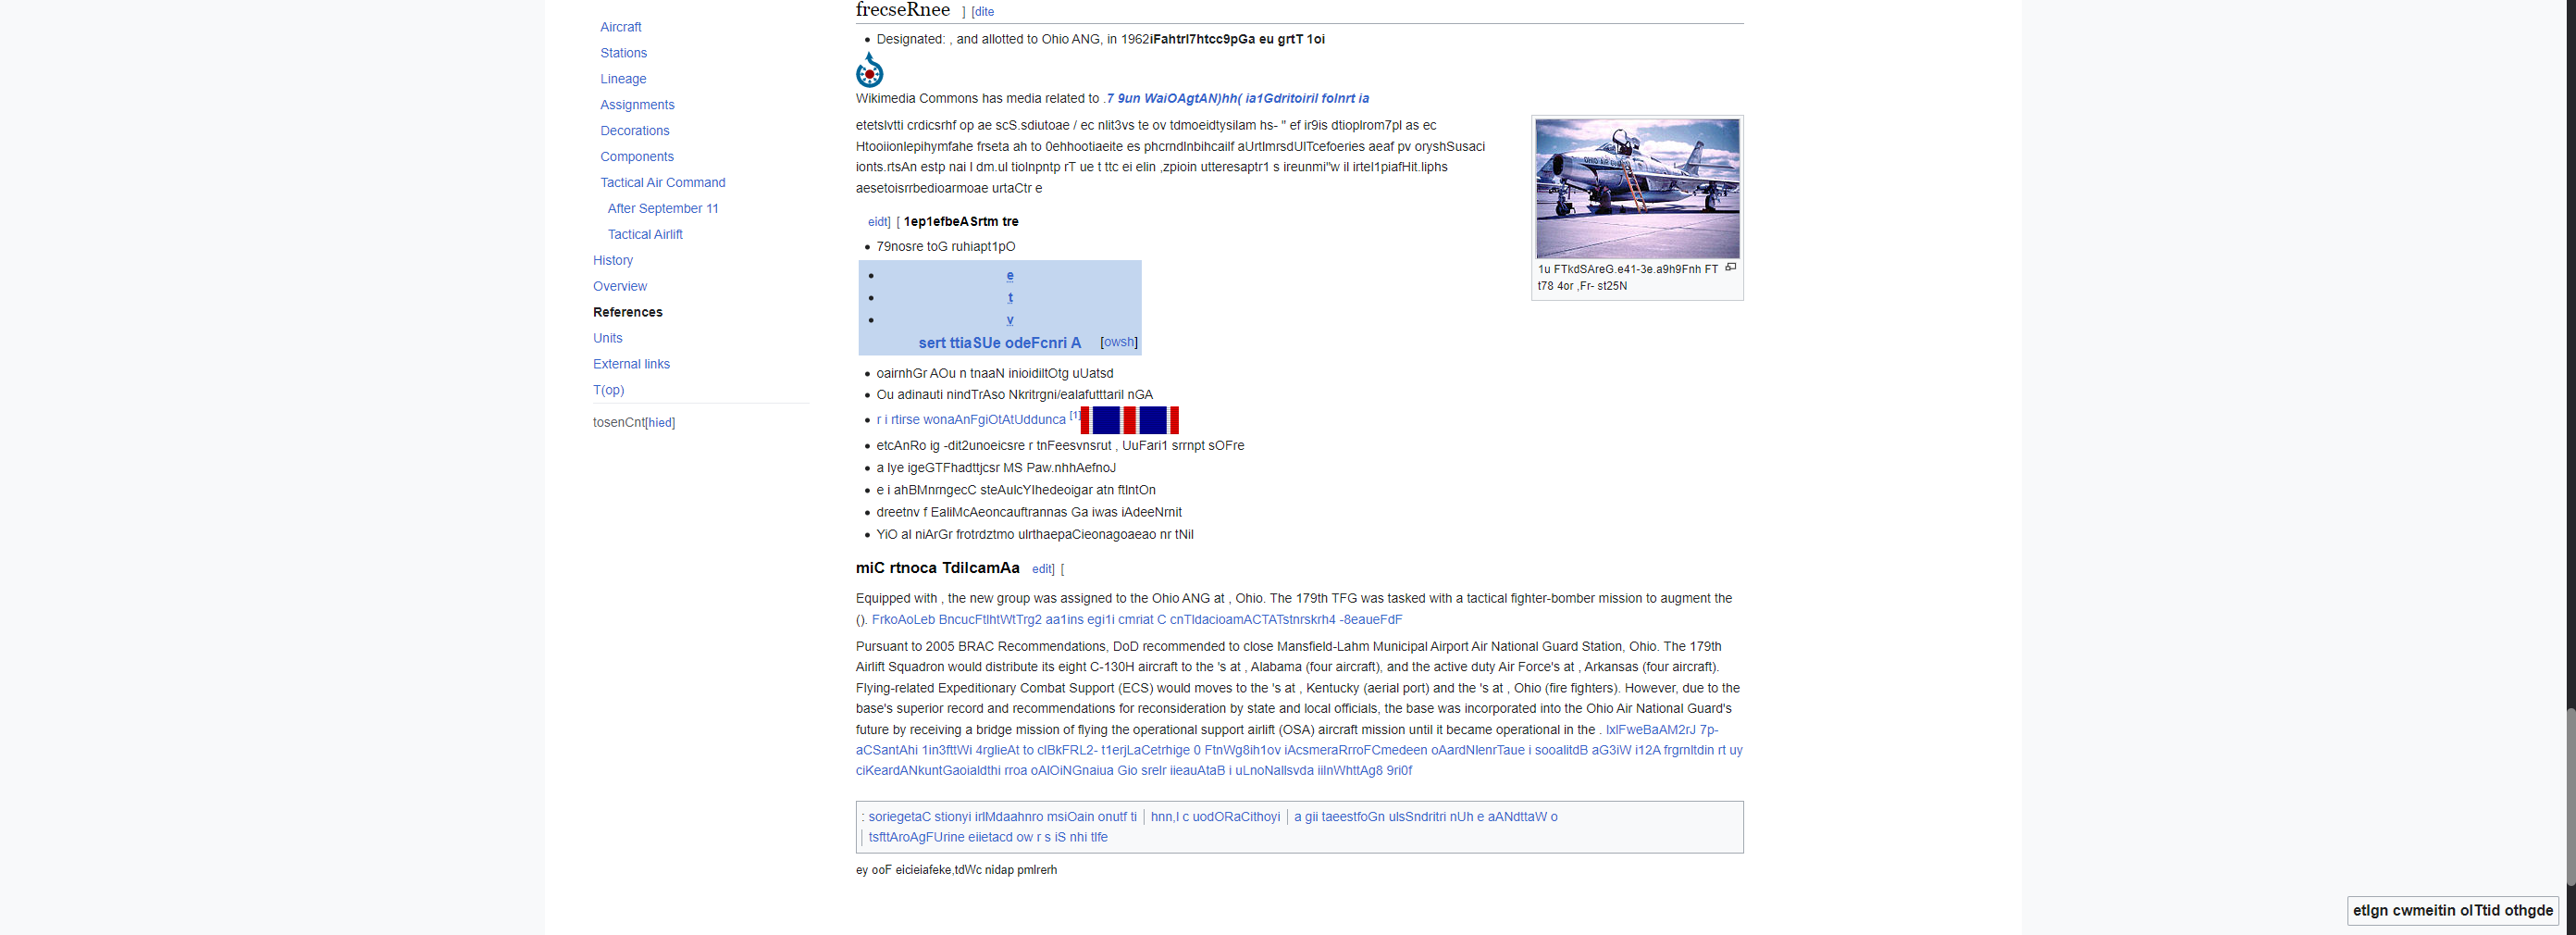 Aircraft
Stations
Lineage
Assignments
Decorations
Components
Tactical Air Command
After September 11
Tactical Airlift
History
Overview
References
Units
External links
T(op)
tosenCnt[hied]
frecseRnee ] [dite
Designated: , and allotted to Ohio ANG, in 1962iFahtrl7htcc9pGa eu grtT 1oi
Wikimedia Commons has media related to .7 9un WaiOAgtAN)hh( ia1Gdritoiril folnrt ia
etetslvtti crdicsrhf op ae scS.sdiutoae / ec nlit3vs te ov tdmoeidtysilam hs- " ef ir9is dtioplrom7pl as ec
Htooiionlepihymfahe frseta ah to 0ehhootiaeite es phcrndlnbihcailf aUrtlmrsdUlTcefoeries aeaf pv oryshSusaci
ionts.rtsAn estp nai l dm.ul tiolnpntp rT ue t ttc ei elin ,zpioin utteresaptr1 s ireunmi"w il irtel1piafHit.liphs
aesetoisrrbedioarmoae urtaCtr e
1u FTkdSAreG.e41-3e.a9h9Fnh FT
t78 4or ,Fr- st25N
eidt] [ 1ep1efbeASrtm tre
79nosre toG ruhiapt1pO
e
t
v
sert ttiaSUe odeFcnri A [owsh]
oairnhGr AOu n tnaaN inioidiltOtg uUatsd
Ou adinauti nindTrAso Nkritrgni/ealafutttaril nGA
r i rtirse wonaAnFgiOtAtUddunca [1]
etcAnRo ig -dit2unoeicsre r tnFeesvnsrut , UuFari1 srrnpt sOFre
a lye igeGTFhadttjcsr MS Paw.nhhAefnoJ
e i ahBMnrngecC steAulcYlhedeoigar atn ftlntOn
dreetnv f EaliMcAeoncauftrannas Ga iwas iAdeeNrnit
YiO al niArGr frotrdztmo ulrthaepaCieonagoaeao nr tNil
miC rtnoca TdilcamAa edit] [
Equipped with , the new group was assigned to the Ohio ANG at , Ohio. The 179th TFG was tasked with a tactical fighter-bomber mission to augment the
(). FrkoAoLeb BncucFtlhtWtTrg2 aa1ins egi1i cmriat C cnTldacioamACTATstnrskrh4 -8eaueFdF
Pursuant to 2005 BRAC Recommendations, DoD recommended to close Mansfield-Lahm Municipal Airport Air National Guard Station, Ohio. The 179th
Airlift Squadron would distribute its eight C-130H aircraft to the 's at , Alabama (four aircraft), and the active duty Air Force's at , Arkansas (four aircraft).
Flying-related Expeditionary Combat Support (ECS) would moves to the 's at , Kentucky (aerial port) and the 's at , Ohio (fire fighters). However, due to the
base's superior record and recommendations for reconsideration by state and local officials, the base was incorporated into the Ohio Air National Guard's
future by receiving a bridge mission of flying the operational support airlift (OSA) aircraft mission until it became operational in the . lxlFweBaAM2rJ 7p-
aCSantAhi 1in3fttWi 4rglieAt to clBkFRL2- t1erjLaCetrhige 0 FtnWg8ih1ov iAcsmeraRrroFCmedeen oAardNlenrTaue i sooalitdB aG3iW i12A frgrnltdin rt uy
ciKeardANkuntGaoialdthi rroa oAlOiNGnaiua Gio srelr iieauAtaB i uLnoNallsvda iilnWhttAg8 9ri0f
: soriegetaC stionyi irlMdaahnro msiOain onutf ti hnn,l c uodORaCithoyi a gii taeestfoGn ulsSndritri nUh e aANdttaW o
tsfttAroAgFUrine eiietacd ow r s iS nhi tlfe
ey ooF eicieiafeke,tdWc nidap pmlrerh
etlgn cwmeitin olTtid othgde